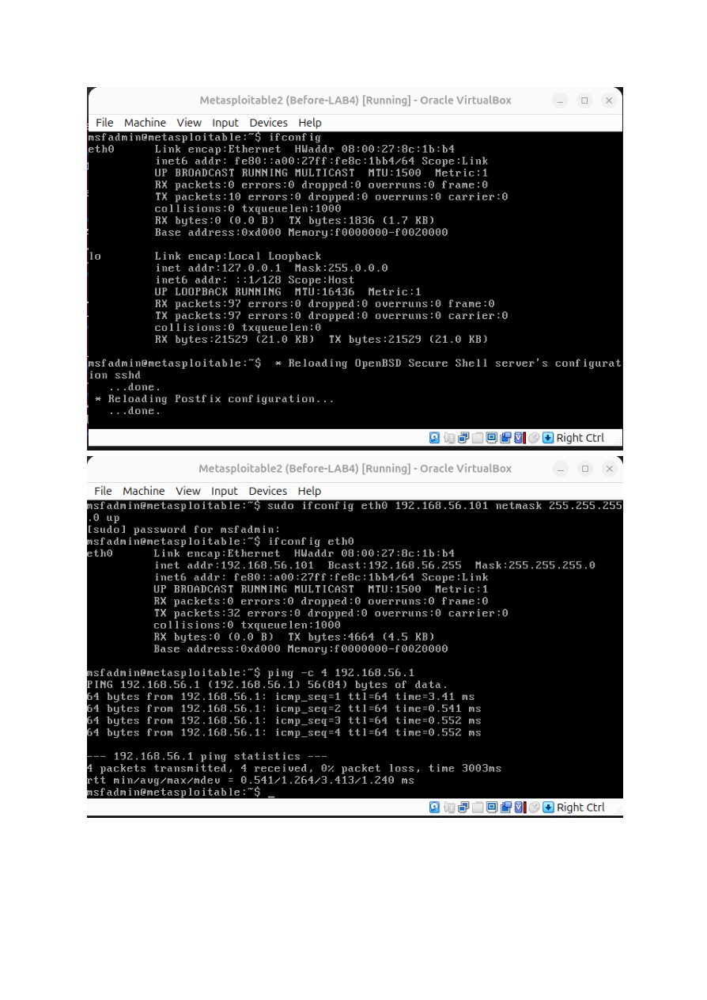 Metasploitable2 (Before-LAB4) [Running] - Oracle VirtualBox
File Machine View Input Devices Help
msfadmin@metasploitable:~$ ifconfig
eth0      Link encap:Ethernet  HWaddr 08:00:27:8c:1b:b4
          inet6 addr: fe80::a00:27ff:fe8c:1bb4/64 Scope:Link
          UP BROADCAST RUNNING MULTICAST  MTU:1500  Metric:1
          RX packets:0 errors:0 dropped:0 overruns:0 frame:0
          TX packets:10 errors:0 dropped:0 overruns:0 carrier:0
          collisions:0 txqueuelen:1000
          RX bytes:0 (0.0 B)  TX bytes:1836 (1.7 KB)
          Base address:0xd000 Memory:f0000000-f0020000
lo        Link encap:Local Loopback
          inet addr:127.0.0.1  Mask:255.0.0.0
          inet6 addr: ::1/128 Scope:Host
          UP LOOPBACK RUNNING  MTU:16436  Metric:1
          RX packets:97 errors:0 dropped:0 overruns:0 frame:0
          TX packets:97 errors:0 dropped:0 overruns:0 carrier:0
          collisions:0 txqueuelen:0
          RX bytes:21529 (21.0 KB)  TX bytes:21529 (21.0 KB)
msfadmin@metasploitable:~$  * Reloading OpenBSD Secure Shell server's configurat
ion sshd
   ...done.
 * Reloading Postfix configuration...
   ...done.
Right Ctrl
Metasploitable2 (Before-LAB4) [Running] - Oracle VirtualBox
File Machine View Input Devices Help
msfadmin@metasploitable:~$ sudo ifconfig eth0 192.168.56.101 netmask 255.255.255
.0 up
[sudo] password for msfadmin:
msfadmin@metasploitable:~$ ifconfig eth0
eth0      Link encap:Ethernet  HWaddr 08:00:27:8c:1b:b4
          inet addr:192.168.56.101  Bcast:192.168.56.255  Mask:255.255.255.0
          inet6 addr: fe80::a00:27ff:fe8c:1bb4/64 Scope:Link
          UP BROADCAST RUNNING MULTICAST  MTU:1500  Metric:1
          RX packets:0 errors:0 dropped:0 overruns:0 frame:0
          TX packets:32 errors:0 dropped:0 overruns:0 carrier:0
          collisions:0 txqueuelen:1000
          RX bytes:0 (0.0 B)  TX bytes:4664 (4.5 KB)
          Base address:0xd000 Memory:f0000000-f0020000
msfadmin@metasploitable:~$ ping -c 4 192.168.56.1
PING 192.168.56.1 (192.168.56.1) 56(84) bytes of data.
64 bytes from 192.168.56.1: icmp_seq=1 ttl=64 time=3.41 ms
64 bytes from 192.168.56.1: icmp_seq=2 ttl=64 time=0.541 ms
64 bytes from 192.168.56.1: icmp_seq=3 ttl=64 time=0.552 ms
64 bytes from 192.168.56.1: icmp_seq=4 ttl=64 time=0.552 ms
--- 192.168.56.1 ping statistics ---
4 packets transmitted, 4 received, 0% packet loss, time 3003ms
rtt min/avg/max/mdev = 0.541/1.264/3.413/1.240 ms
msfadmin@metasploitable:~$ _
Right Ctrl